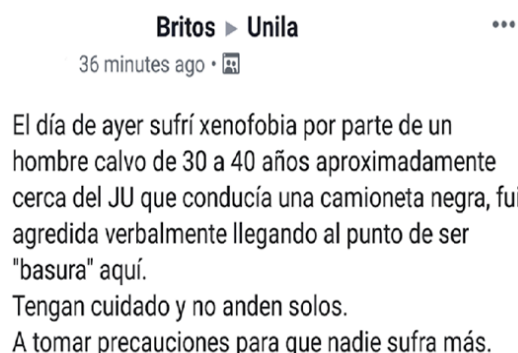 Britos ▸ Unila
36 minutes ago •
El día de ayer sufrí xenofobia por parte de un
hombre calvo de 30 a 40 años aproximadamente
cerca del JU que conducía una camioneta negra, fui
agredida verbalmente llegando al punto de ser
"basura" aquí.
Tengan cuidado y no anden solos.
A tomar precauciones para que nadie sufra más.